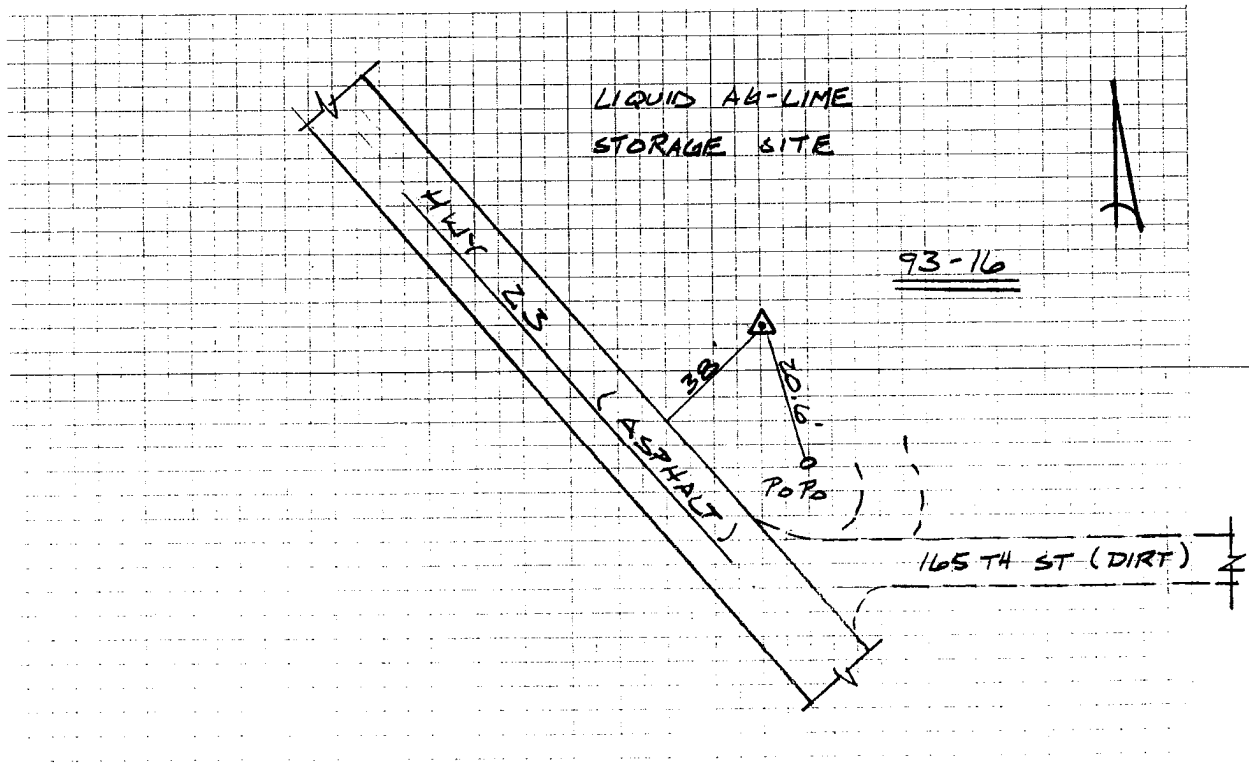 LIQUID AG-LIME
STORAGE SITE
93-16
HWY 23
(ASPHALT)
38'
20.6'
PoPo
165 TH ST (DIRT)